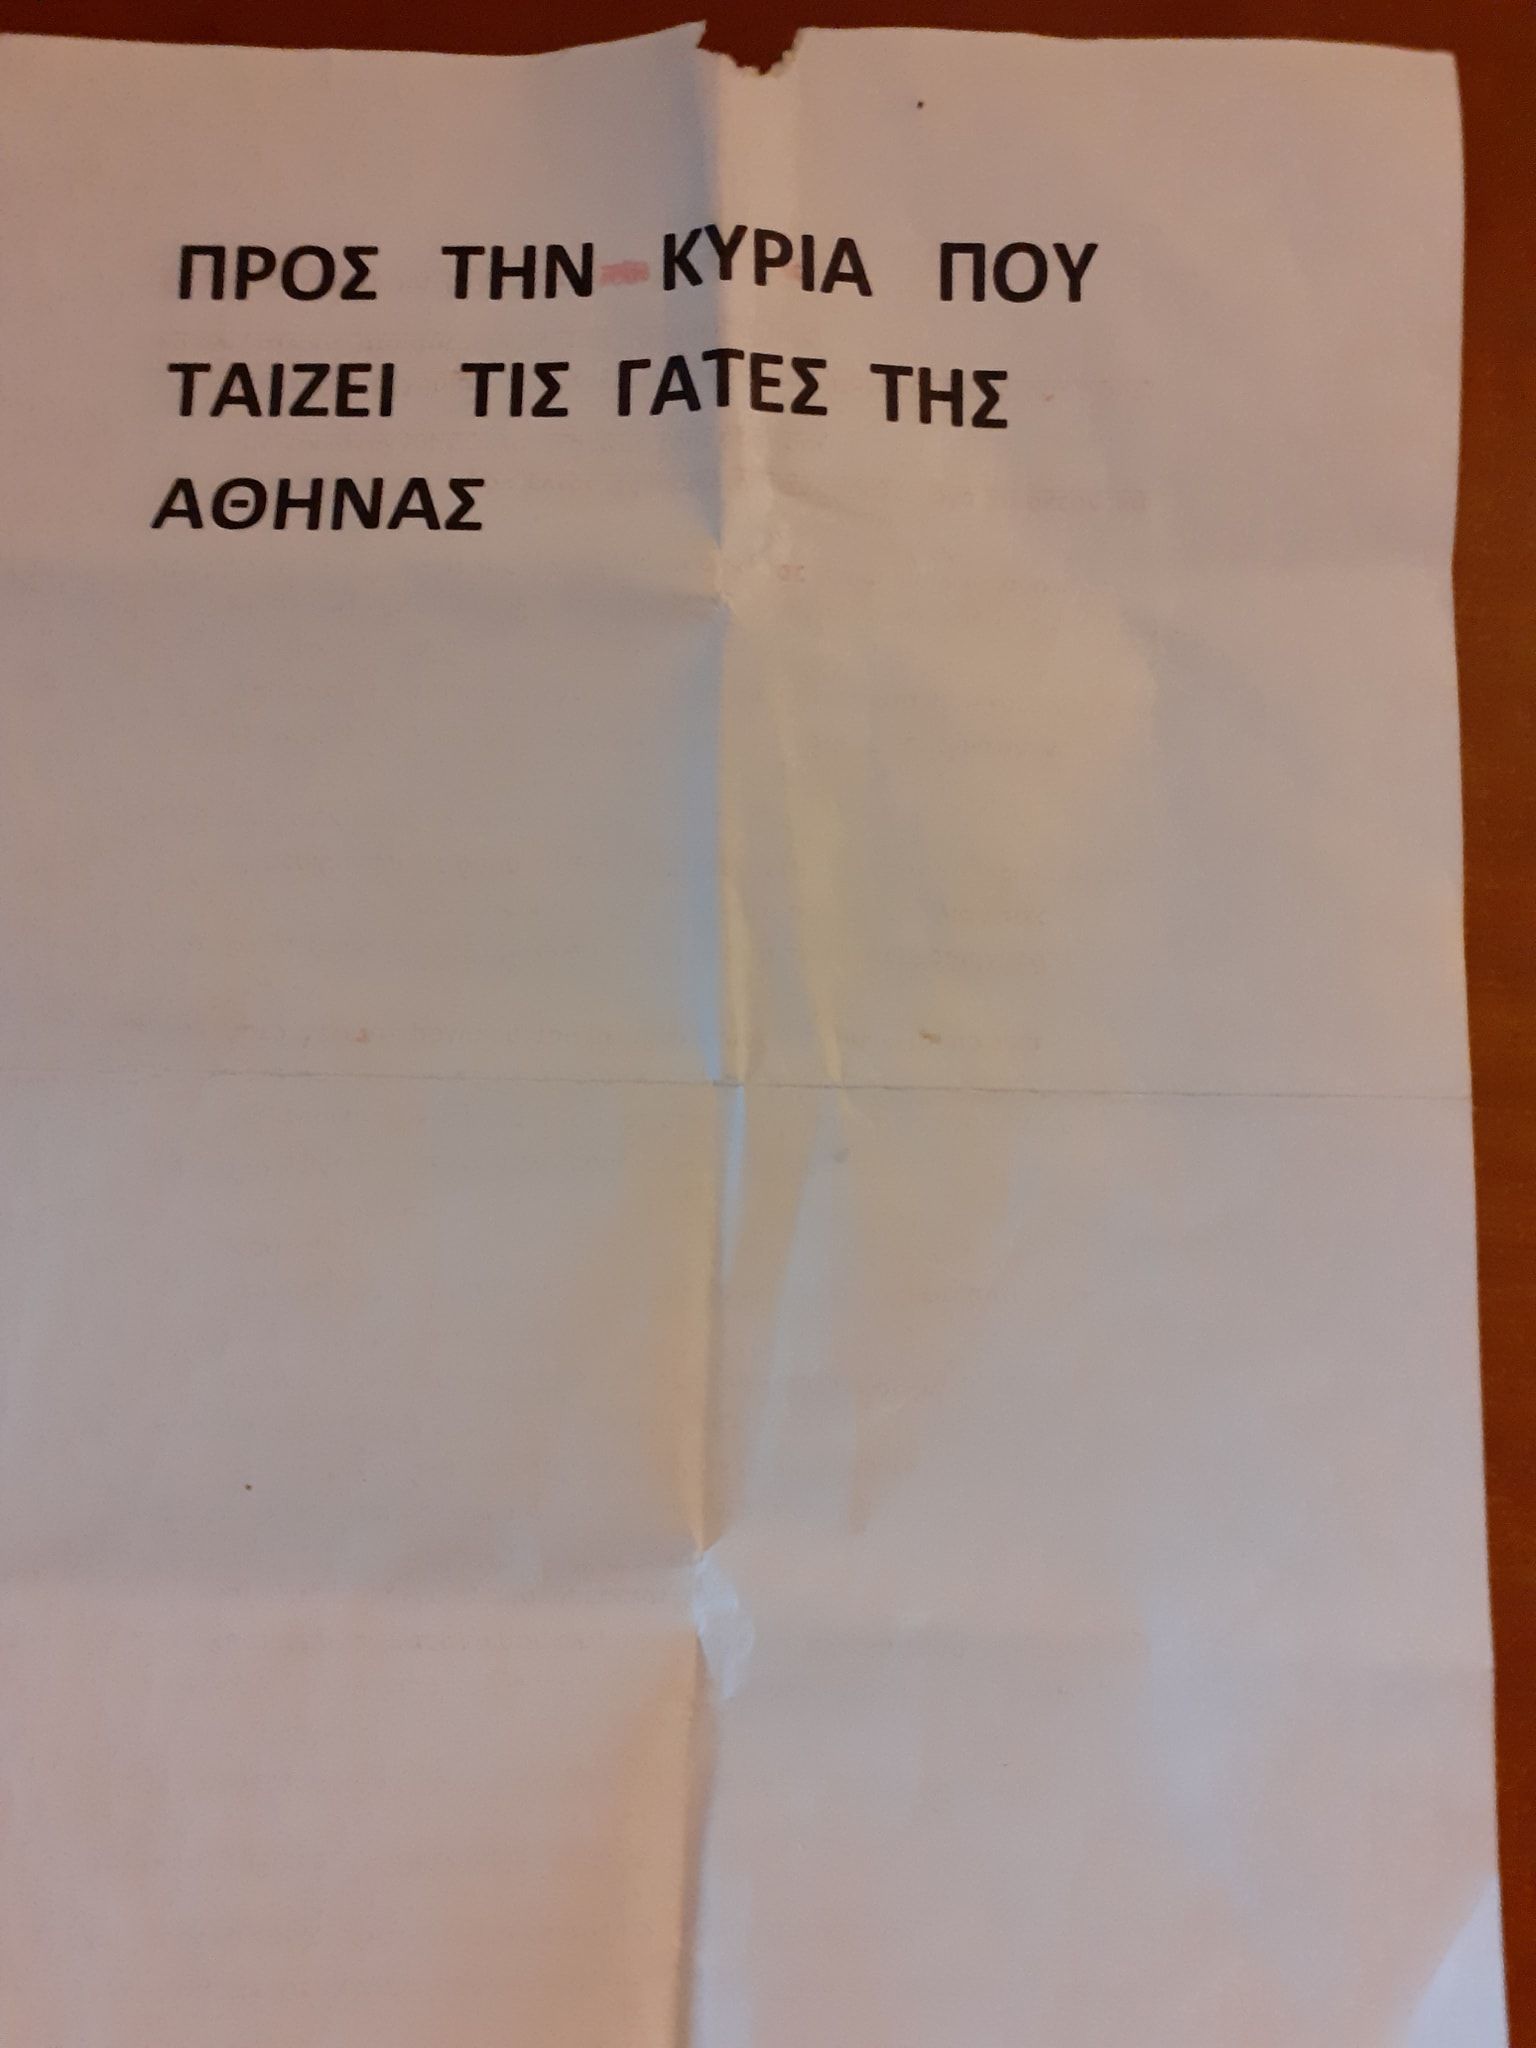 ΠΡΟΣ ΤΗΝ ΚΥΡΙΑ ΠΟΥ
ΤΑΙΖΕΙ ΤΙΣ ΓΑΤΕΣ ΤΗΣ
ΑΘΗΝΑΣ